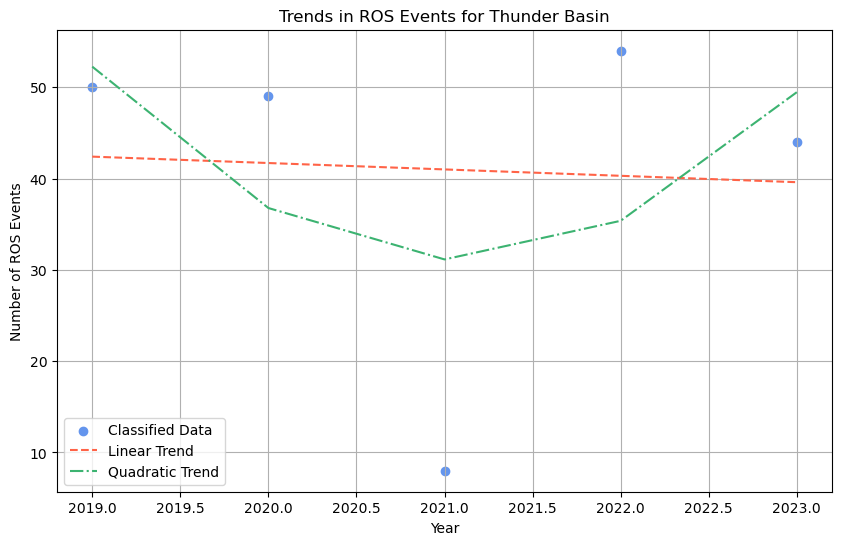 Trends in ROS Events for Thunder Basin
Number of ROS Events
50
40
30
20
10
Classified Data
Linear Trend
Quadratic Trend
2019.0 2019.5 2020.0 2020.5 2021.0 2021.5 2022.0 2022.5 2023.0
Year